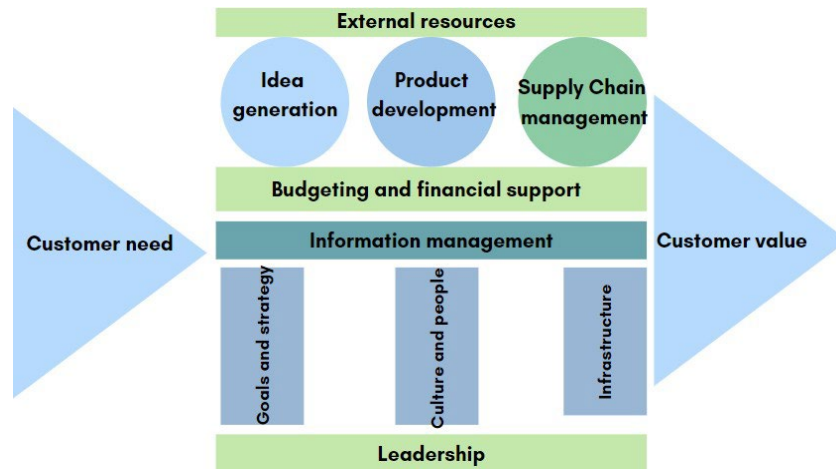 External resources
Idea
generation
Product
development
Supply Chain
management
Budgeting and financial support
Customer need
Information management
Customer value
Goals and strategy
Culture and people
Infrastructure
Leadership